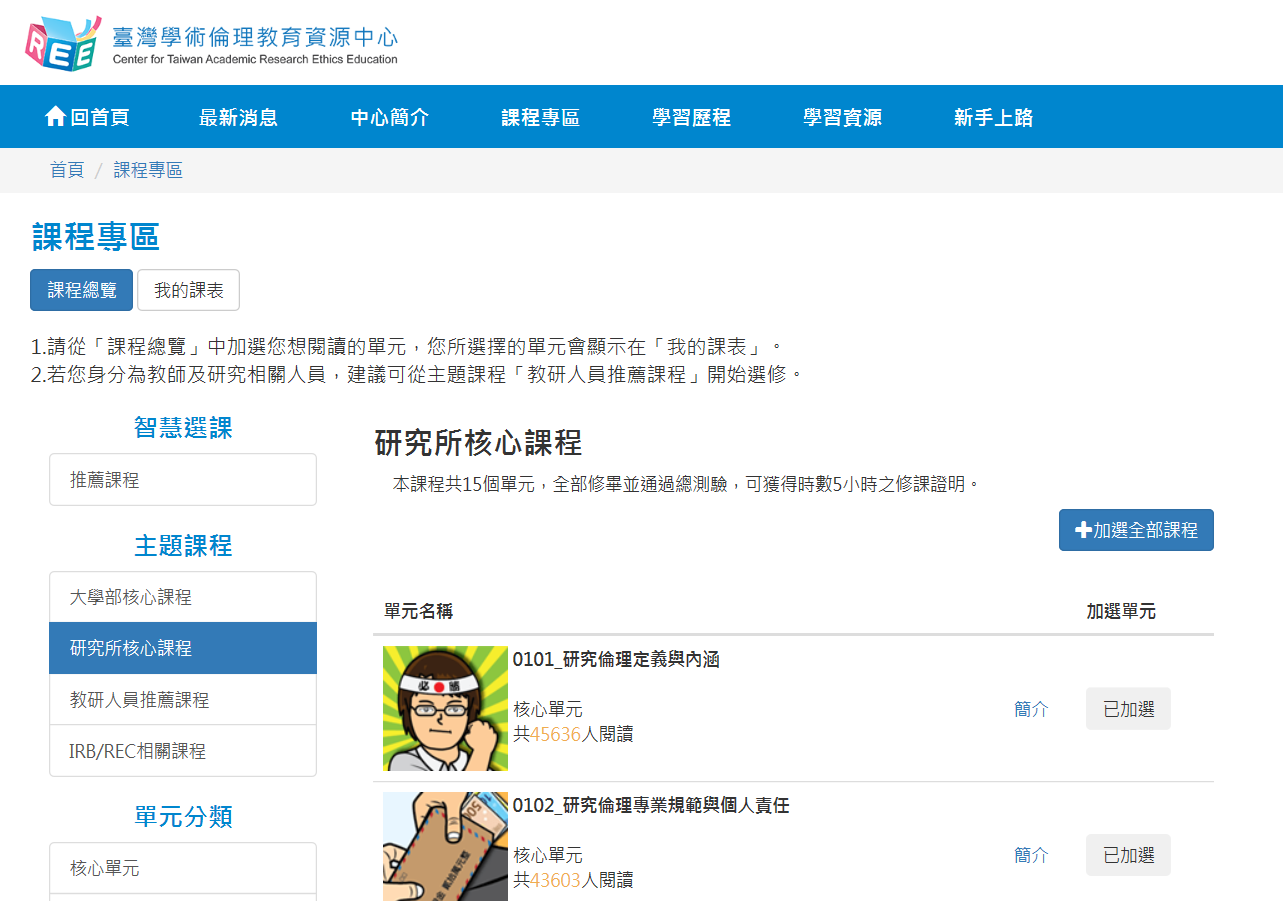 REE
臺灣學術倫理教育資源中心
Center for Taiwan Academic Research Ethics Education
回首頁 最新消息 中心簡介 課程專區 學習歷程 學習資源 新手上路
首頁 / 課程專區
課程專區
課程總覽 我的課表
1.請從「課程總覽」中加選您想閱讀的單元，您所選擇的單元會顯示在「我的課表」。
2.若您身分為教師及研究相關人員，建議可從主題課程「教研人員推薦課程」開始選修。
智慧選課
推薦課程
主題課程
大學部核心課程
研究所核心課程
教研人員推薦課程
IRB/REC相關課程
單元分類
核心單元
研究所核心課程
本課程共15個單元，全部修畢並通過總測驗，可獲得時數5小時之修課證明。
加選全部課程
單元名稱 加選單元
必 勝
0101_研究倫理定義與內涵
核心單元
共45636人閱讀
簡介 已加選
0102_研究倫理專業規範與個人責任
核心單元
共43603人閱讀
簡介 已加選